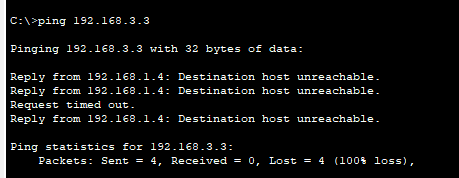 C:\>ping 192.168.3.3
Pinging 192.168.3.3 with 32 bytes of data:
Reply from 192.168.1.4: Destination host unreachable.
Reply from 192.168.1.4: Destination host unreachable.
Request timed out.
Reply from 192.168.1.4: Destination host unreachable.
Ping statistics for 192.168.3.3:
Packets: Sent = 4, Received = 0, Lost = 4 (100% loss),